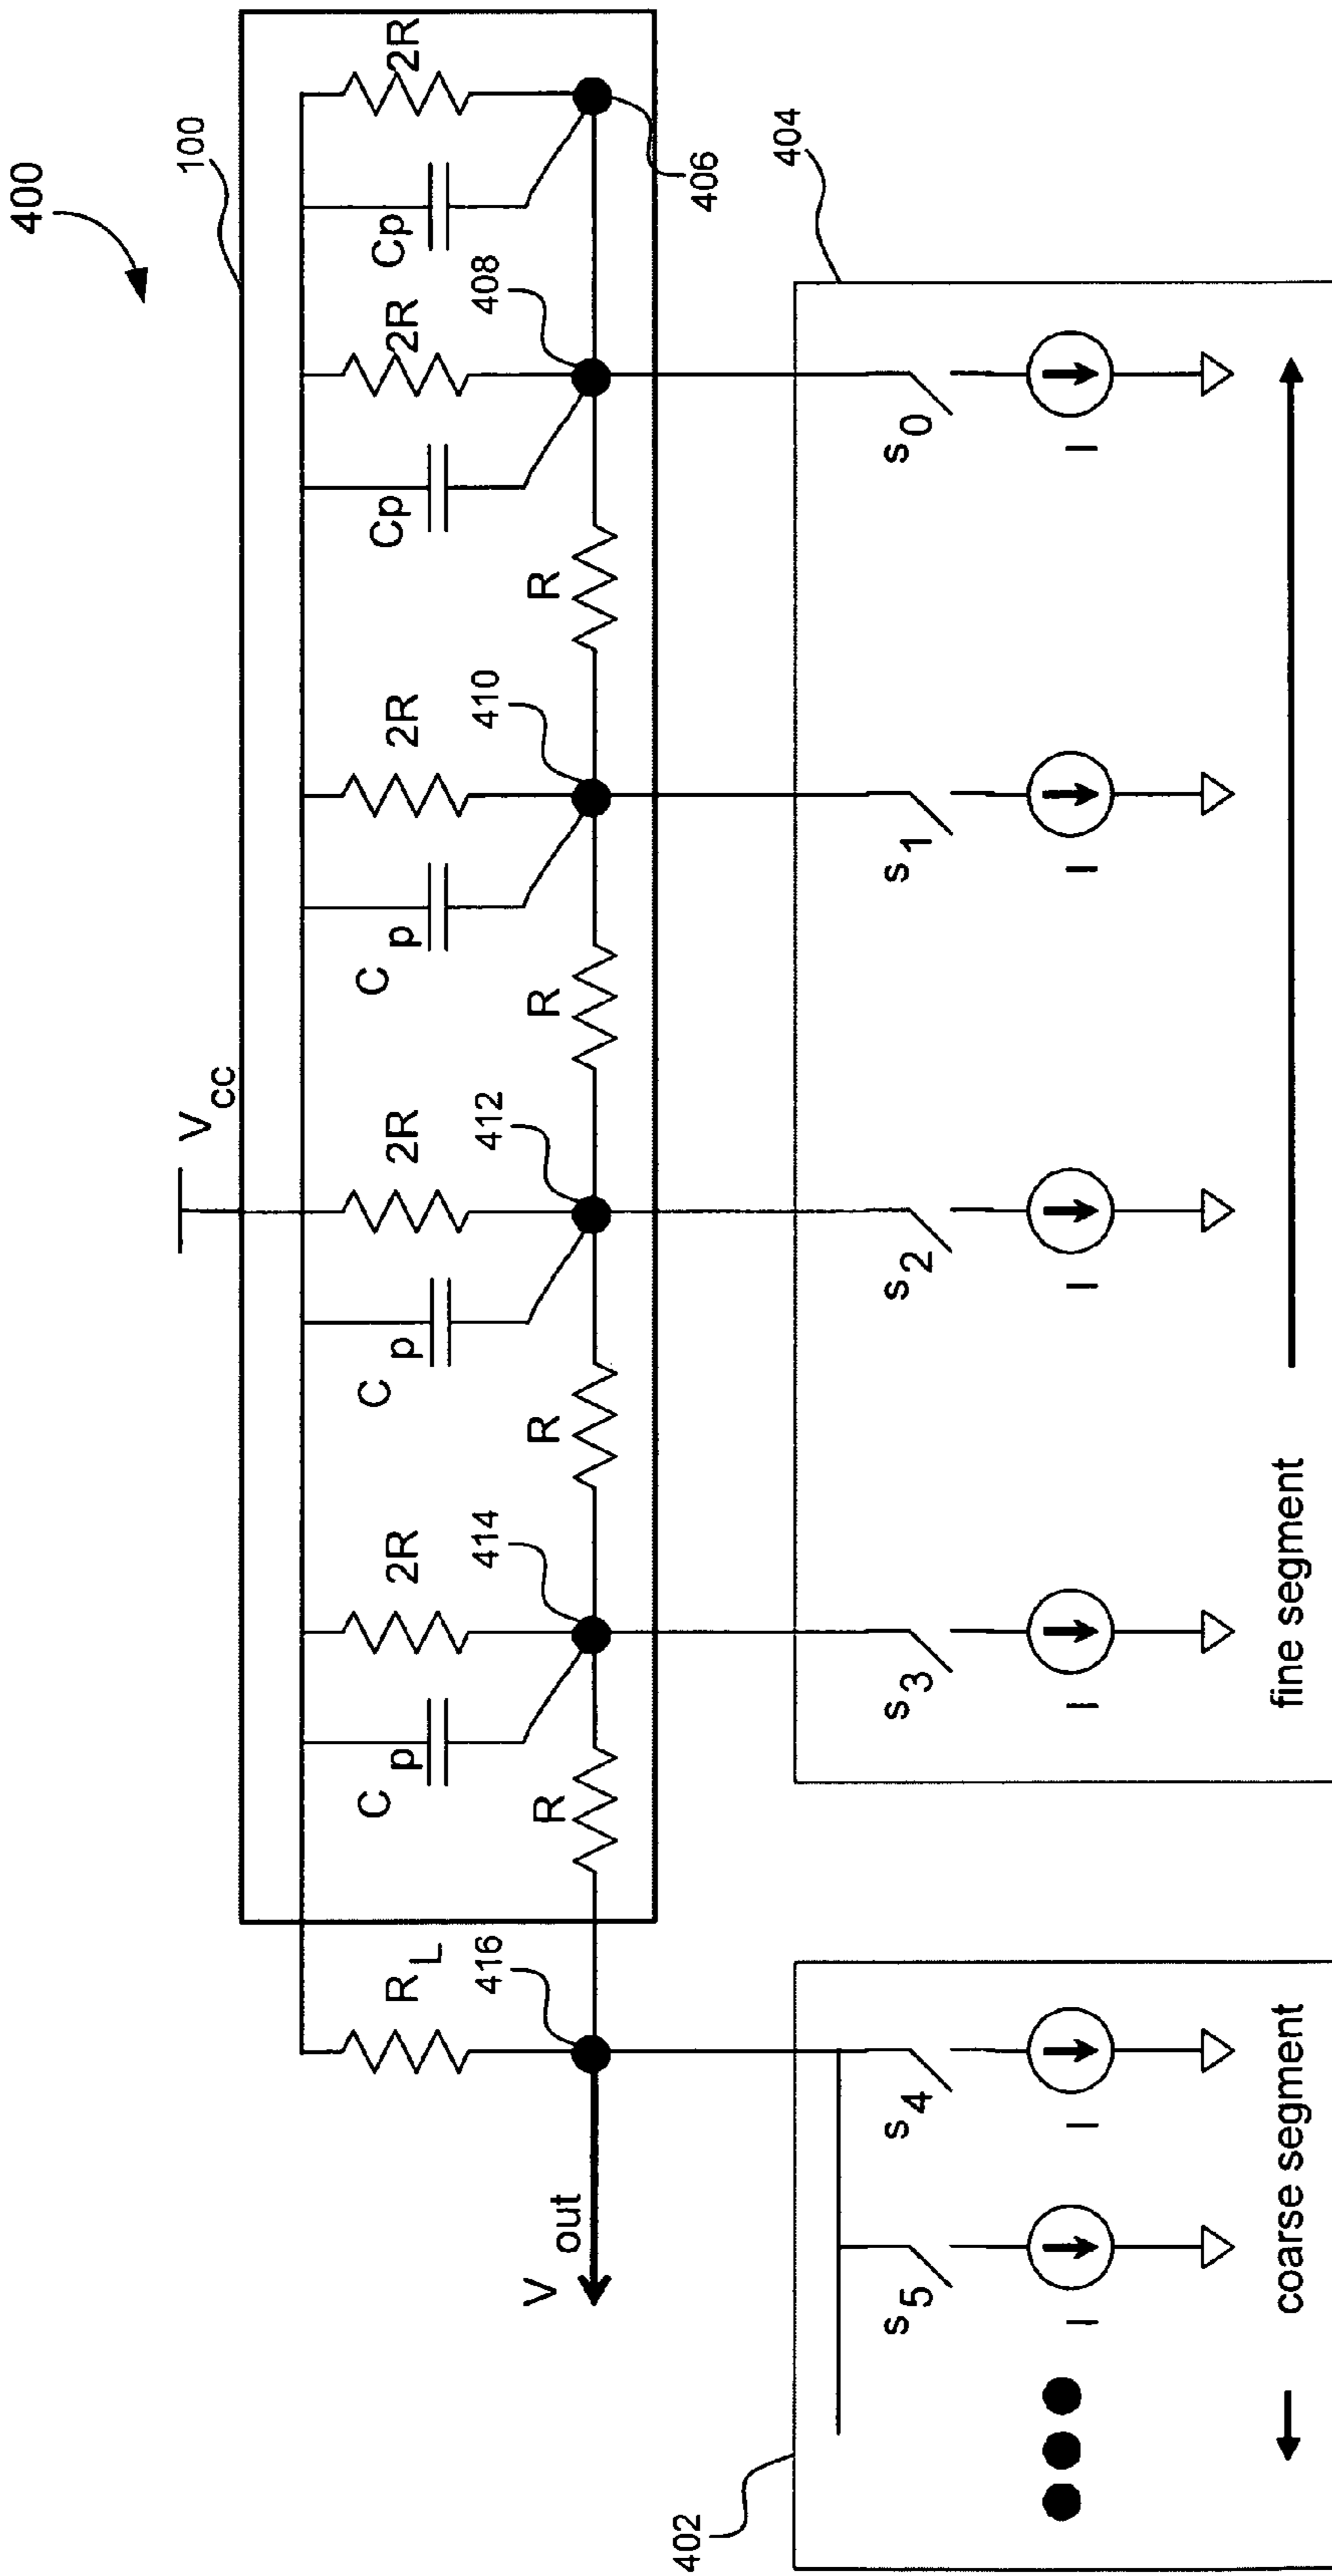 400
100
V CC
R L
2R
2R
2R
2R
2R
C p
C p
C p
Cp
Cp
416
414
412
410
408
406
V out
R
R
R
R
402
404
s 5
s 4
s 3
s 2
s 1
s 0
I
I
I
I
I
I
coarse segment
fine segment